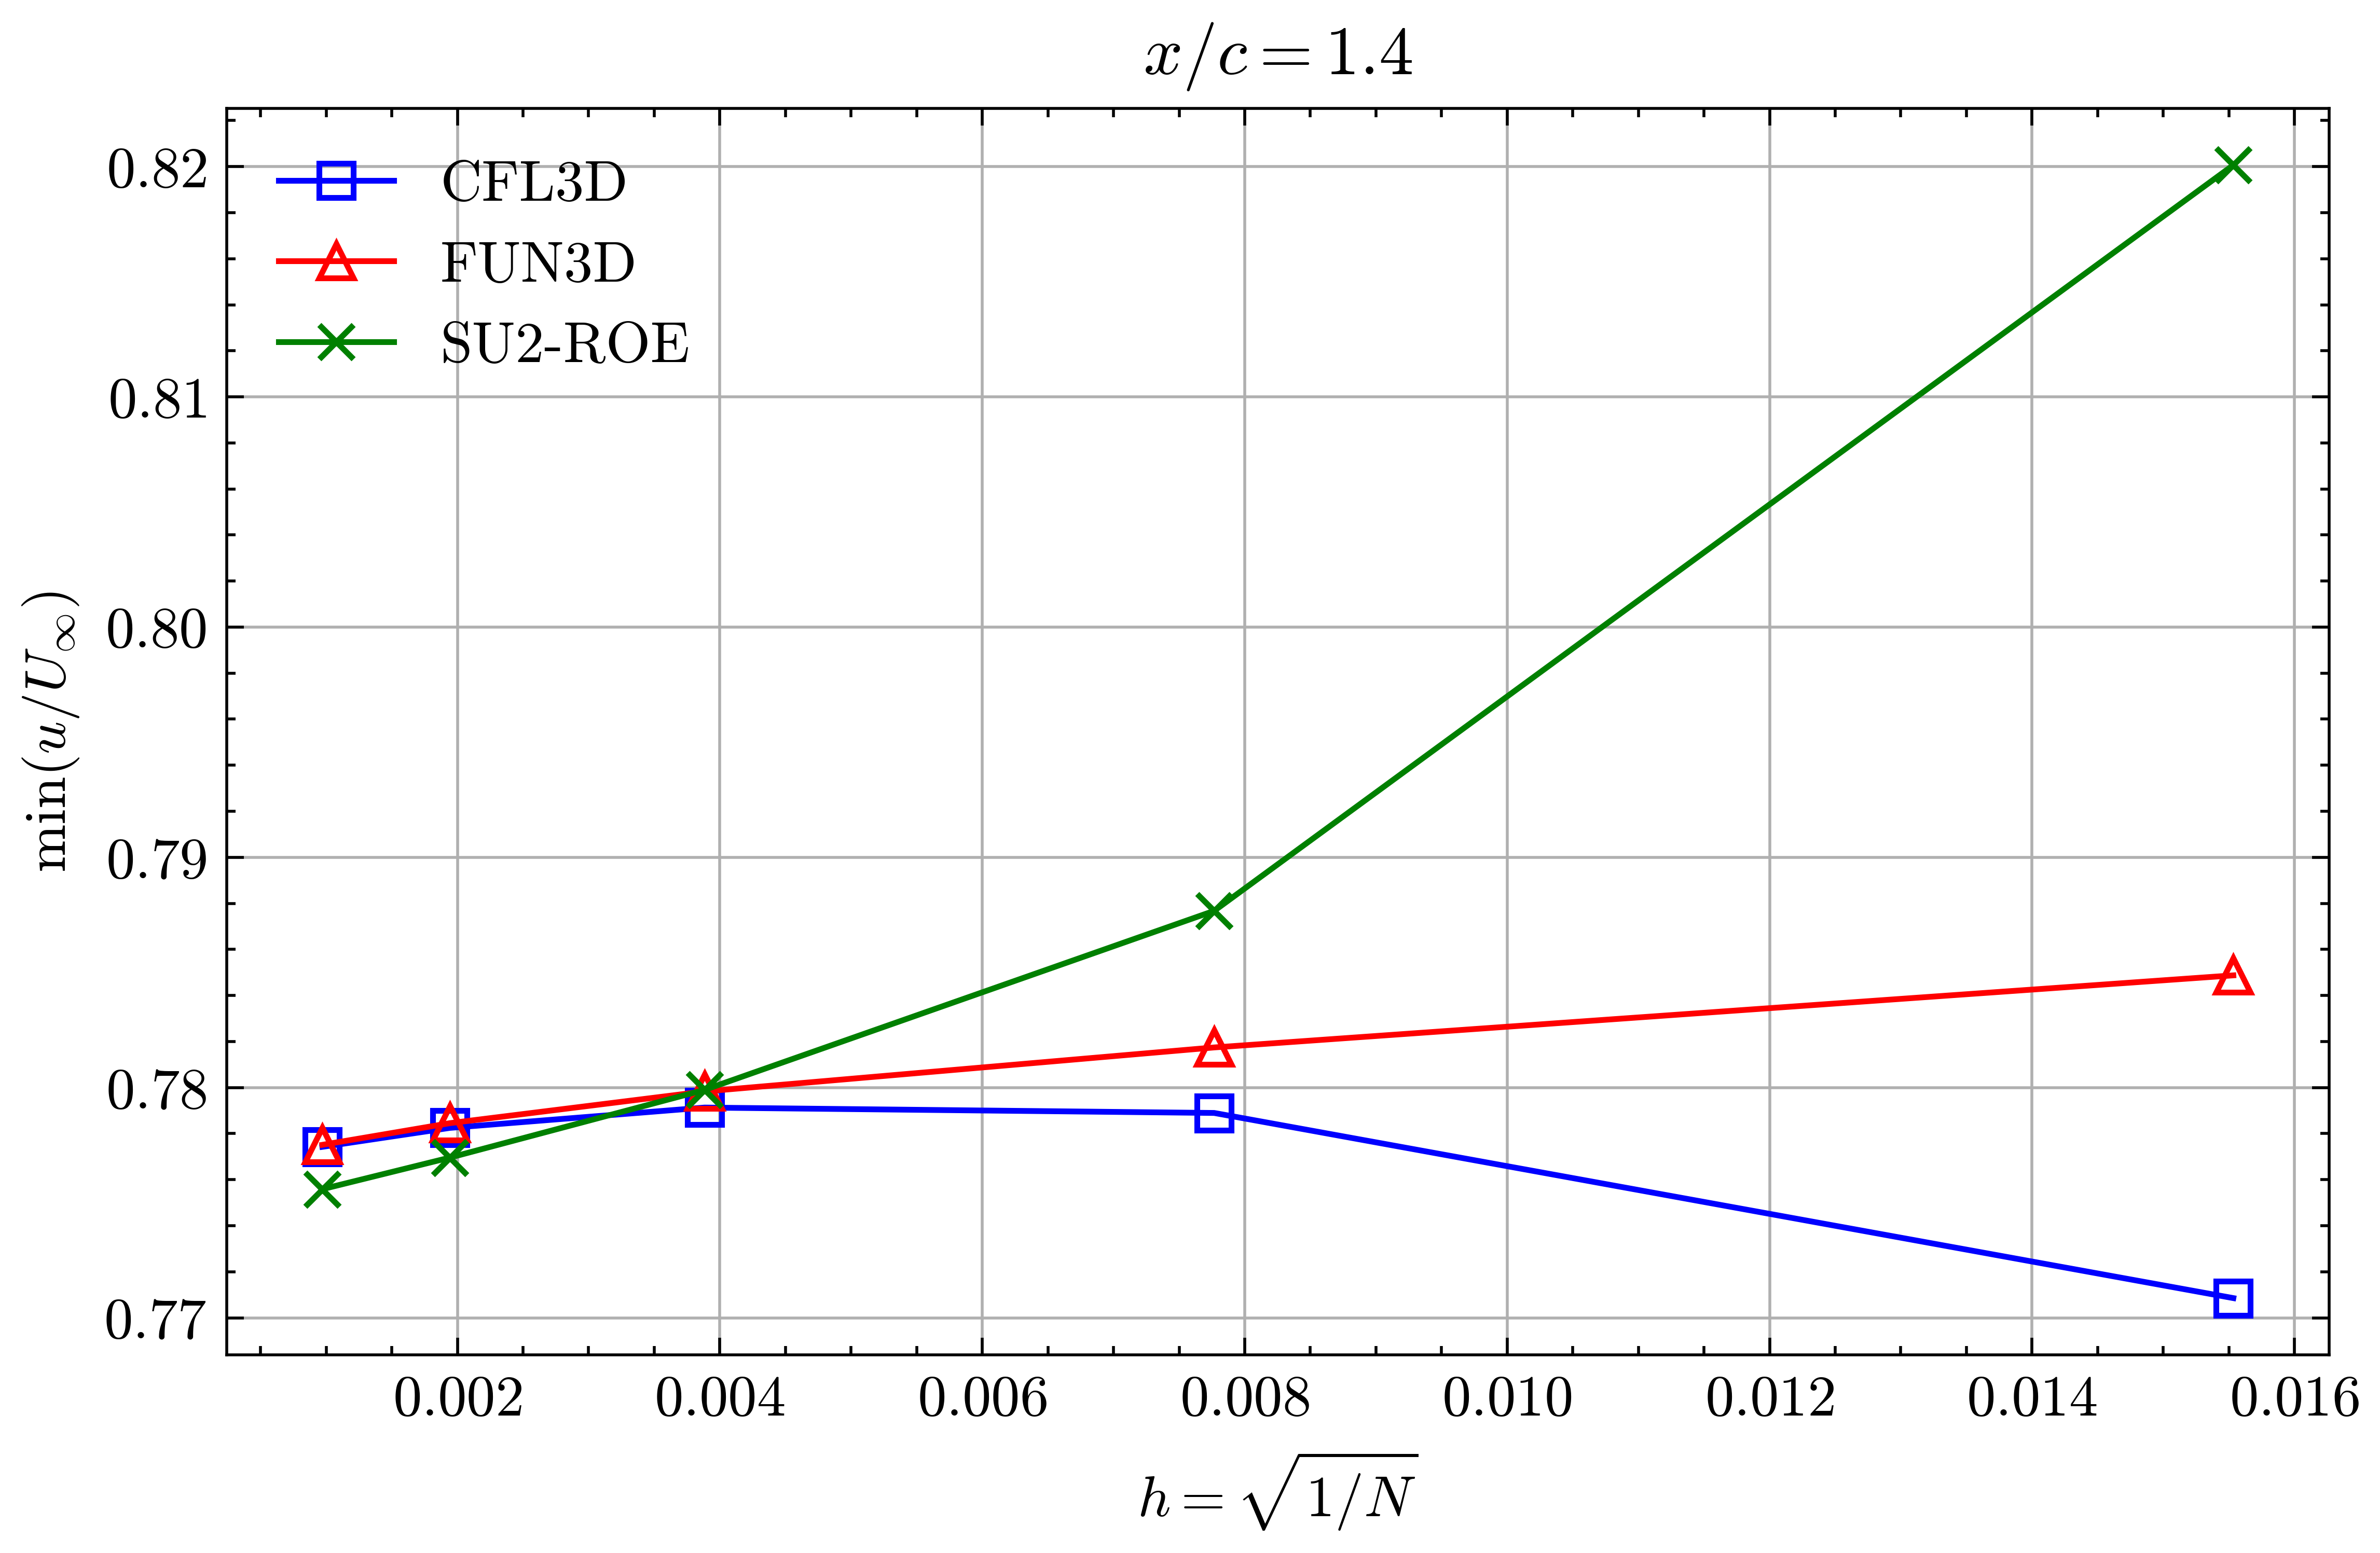 x/c = 1.4
CFL3D
FUN3D
SU2-ROE
0.82
0.81
0.80
0.79
0.78
0.77
min(u/U∞)
0.002 0.004 0.006 0.008 0.010 0.012 0.014 0.016
h = √1/N